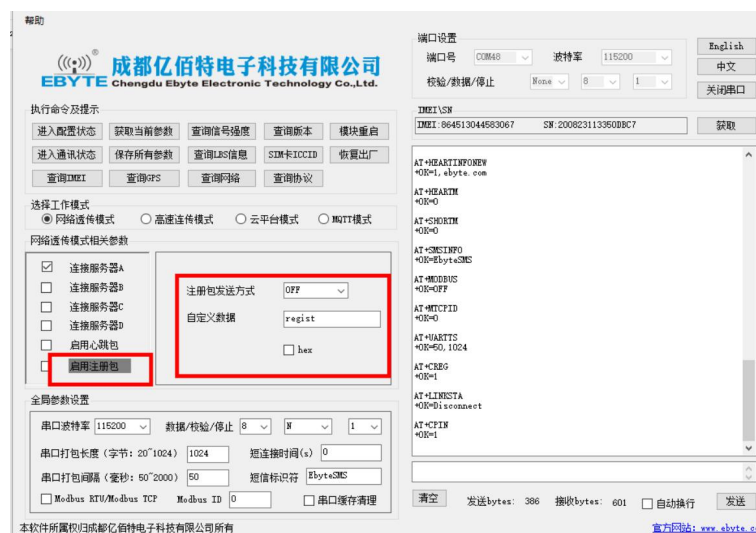 帮助
EBYTE 成都亿佰特电子科技有限公司
Chengdu Ebyte Electronic Technology Co.,Ltd.
执行命令及提示
进入配置状态 获取当前参数 查询信号强度 查询版本 模块重启
进入通讯状态 保存所有参数 查询LBS信息 SIM卡ICCID 恢复出厂
查询IMEI 查询GPS 查询网络 查询协议
选择工作模式
网络透传模式 高速连传模式 云平台模式 MQTT模式
网络透传模式相关参数
连接服务器A
连接服务器B
连接服务器C
连接服务器D
启用心跳包
启用注册包
注册包发送方式 OFF
自定义数据 regist
hex
全局参数设置
串口波特率 115200 数据/校验/停止 8 N 1
串口打包长度(字节:20~1024) 1024 短连接时间(s) 0
串口打包间隔(毫秒:50~2000) 50 短信标识符 EbyteSMS
Modbus RTU/Modbus TCP Modbus ID 0 串口缓存清理
本软件所属权归成都亿佰特电子科技有限公司所有
端口设置
端口号 COM48 波特率 115200
校验/数据/停止 None 8 1
English
中文
关闭串口
IMEI\SN
IMEI:864513044583067 SN:200823113350DBC7 获取
AT+HEARTINFONEW
+OK=1,ebyte.com
AT+HEARTM
+OK=0
AT+SHORTM
+OK=0
AT+SMSINFO
+OK=EbyteSMS
AT+MODBUS
+OK=OFF
AT+MTCPID
+OK=0
AT+UARTTS
+OK=50,1024
AT+CREG
+OK=1
AT+LINKSTA
+OK=Disconnect
AT+CPIN
+OK=1
清空 发送bytes: 386 接收bytes: 601 自动换行 发送
官方网站:www.ebyte.c